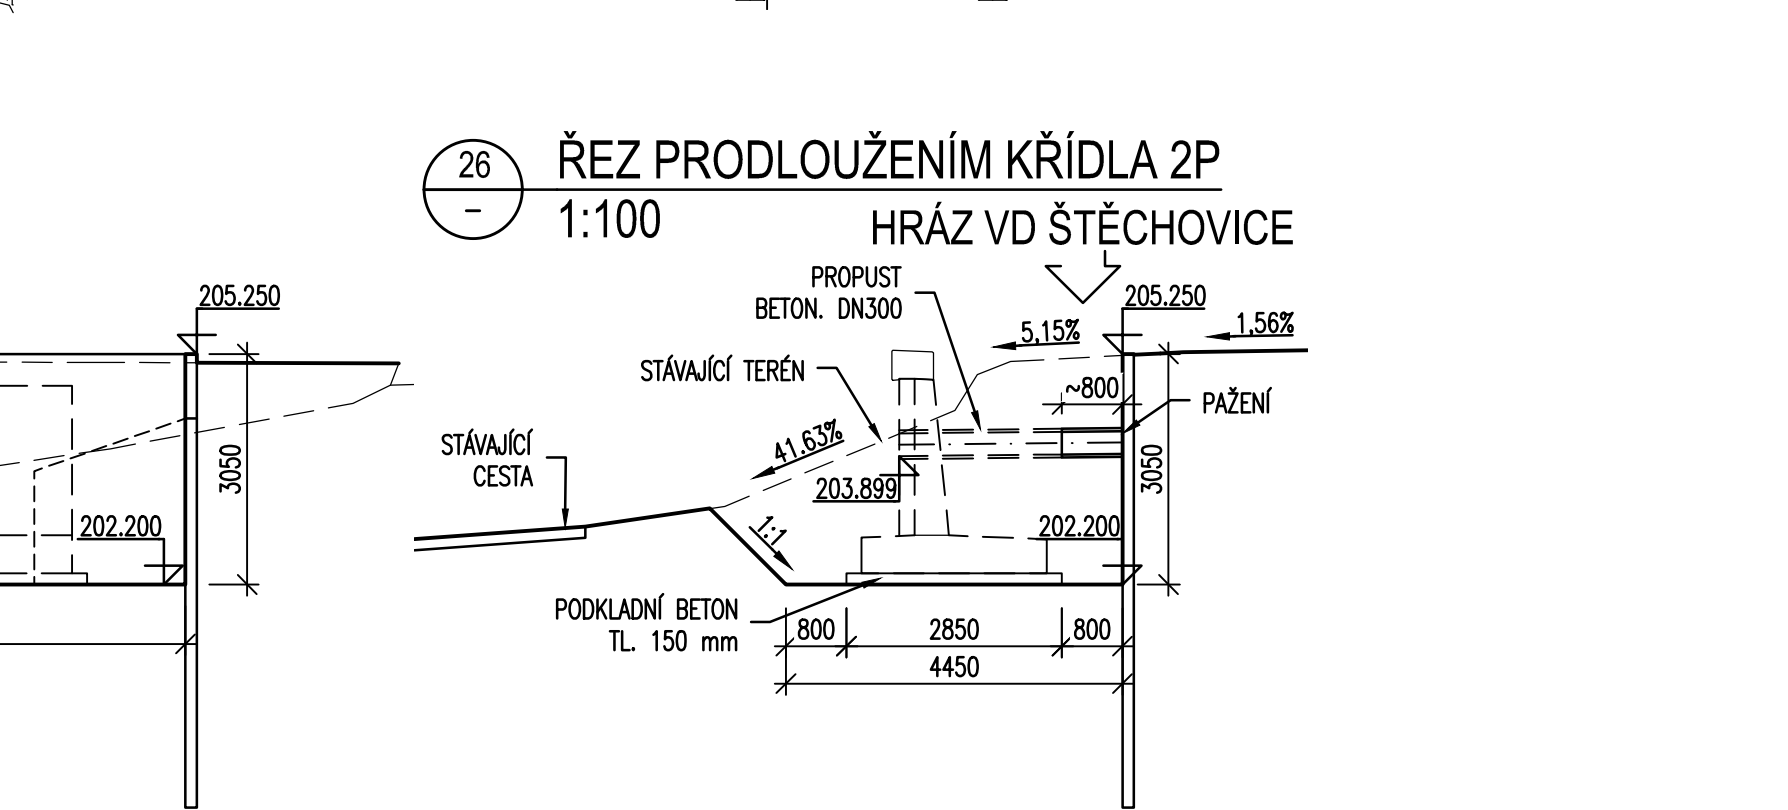 26
–
ŘEZ PRODLOUŽENÍM KŘÍDLA 2P
1:100
HRÁZ VD ŠTĚCHOVICE
205.250
3050
202.200
PROPUST
BETON. DN300
STÁVAJÍCÍ TERÉN
STÁVAJÍCÍ
CESTA
41.63%
5,15%
205.250
1,56%
~800
PAŽENÍ
3050
203.899
202.200
1:1
PODKLADNÍ BETON
TL. 150 mm
800
2850
800
4450